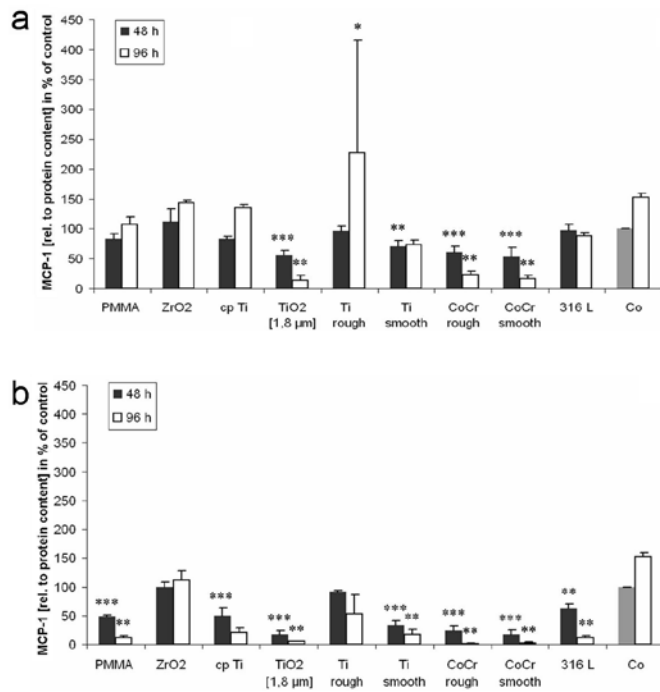 a
MCP-1 [rel. to protein content] in % of control
450
400
350
300
250
200
150
100
50
0
48 h
96 h
*
***
**
**
***
**
***
**
PMMA
ZrO2
cp Ti
TiO2
[1,8 µm]
Ti
rough
Ti
smooth
CoCr
rough
CoCr
smooth
316 L
Co
b
MCP-1 [rel. to protein content] in % of control
450
400
350
300
250
200
150
100
50
0
48 h
96 h
***
**
***
***
**
***
**
***
**
***
**
**
**
PMMA
ZrO2
cp Ti
TiO2
[1,8 µm]
Ti
rough
Ti
smooth
CoCr
rough
CoCr
smooth
316 L
Co